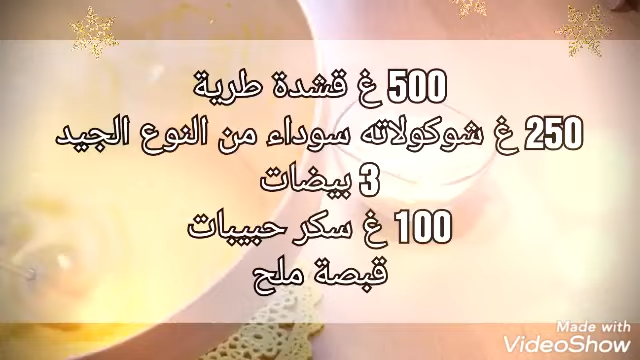 500 غ قشدة طرية
250 غ شوكولاته سوداء من النوع الجيد
3 بيضات
100 غ سكر حبيبات
قبصة ملح
Made with
VideoShow